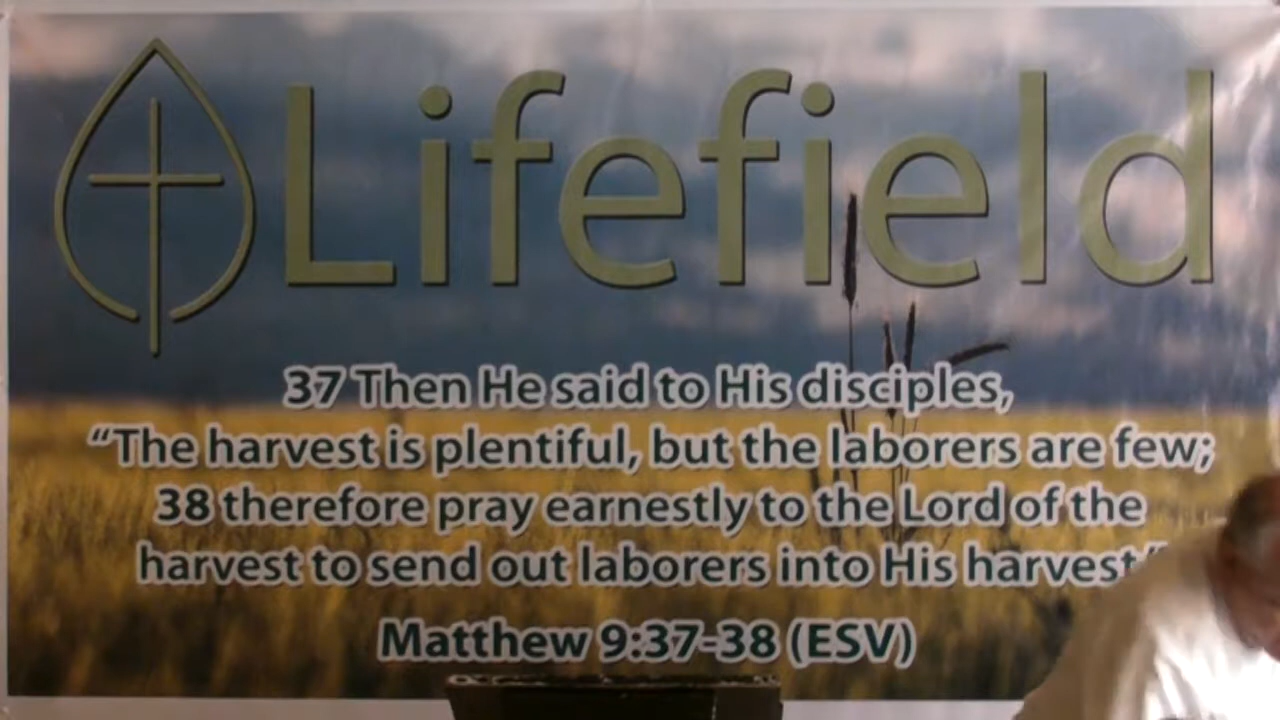 Lifefield
37 Then He said to His disciples,
“The harvest is plentiful, but the laborers are few;
38 therefore pray earnestly to the Lord of the
harvest to send out laborers into His harvest.”
Matthew 9:37-38 (ESV)